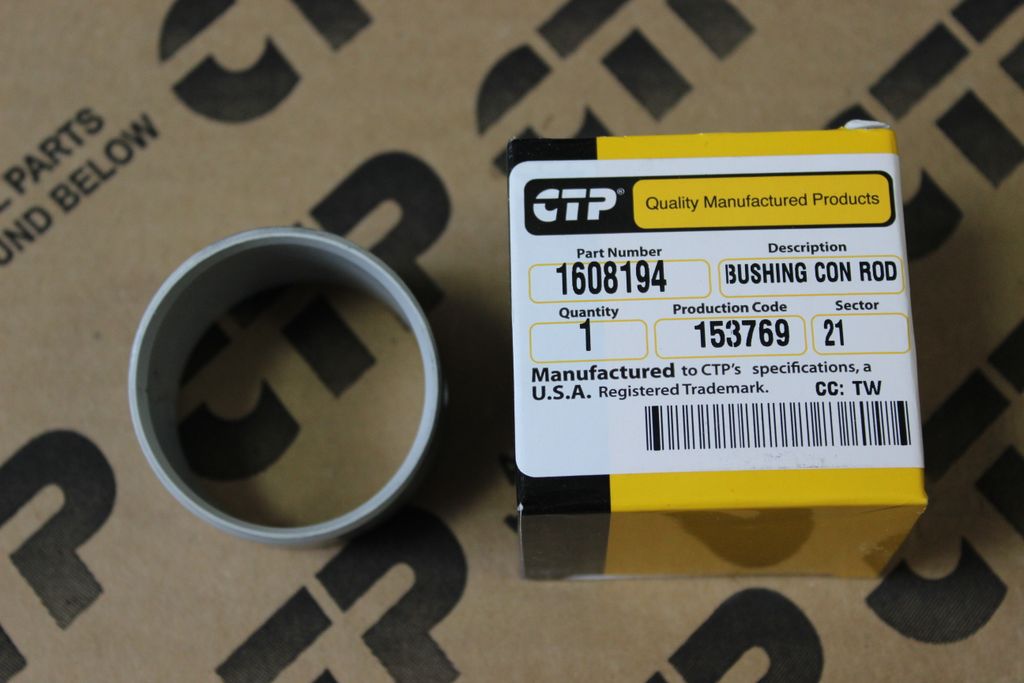 PARTS
UND BELOW
CTP® Quality Manufactured Products
Part Number Description
1608194 BUSHING CON ROD
Quantity Production Code Sector
1 153769 21
Manufactured to CTP's specifications, a
U.S.A. Registered Trademark. CC: TW